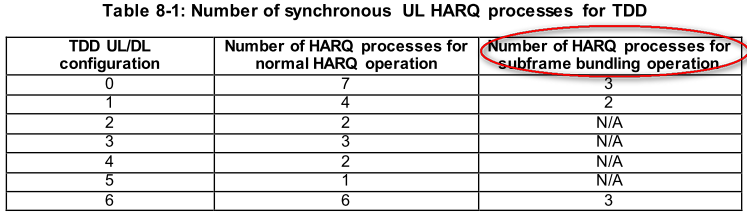 Table 8-1: Number of synchronous UL HARQ processes for TDD
TDD UL/DL configuration Number of HARQ processes for normal HARQ operation Number of HARQ processes for subframe bundling operation
0 7 3
1 4 2
2 2 N/A
3 3 N/A
4 2 N/A
5 1 N/A
6 6 3